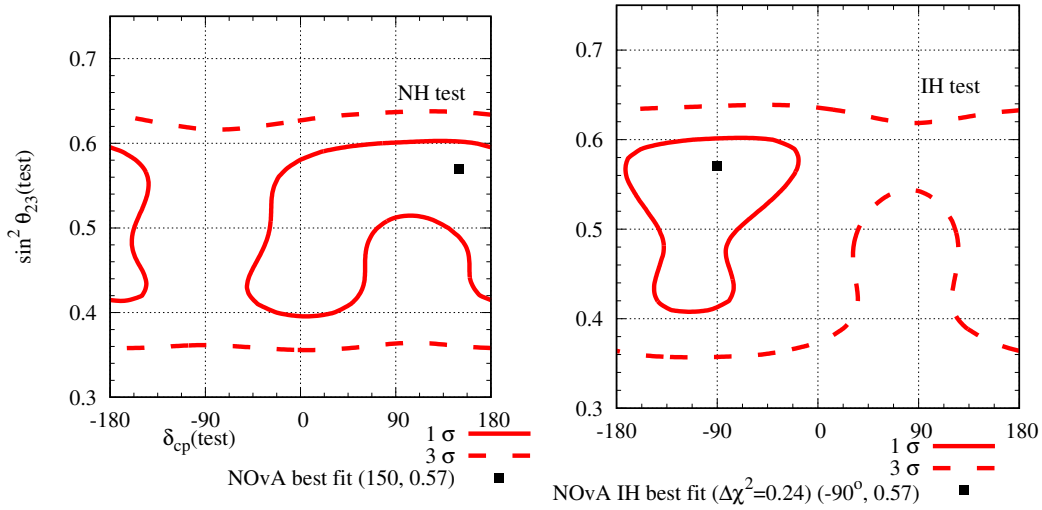 0.7
0.6
0.5
0.4
0.3
sin² θ₂₃(test)
NH test
-180
-90
0
90
180
δcp(test)
1 σ
3 σ
NOvA best fit (150, 0.57)
0.7
0.6
0.5
0.4
0.3
IH test
-180
-90
0
90
180
1 σ
3 σ
NOvA IH best fit (Δχ²=0.24) (-90°, 0.57)